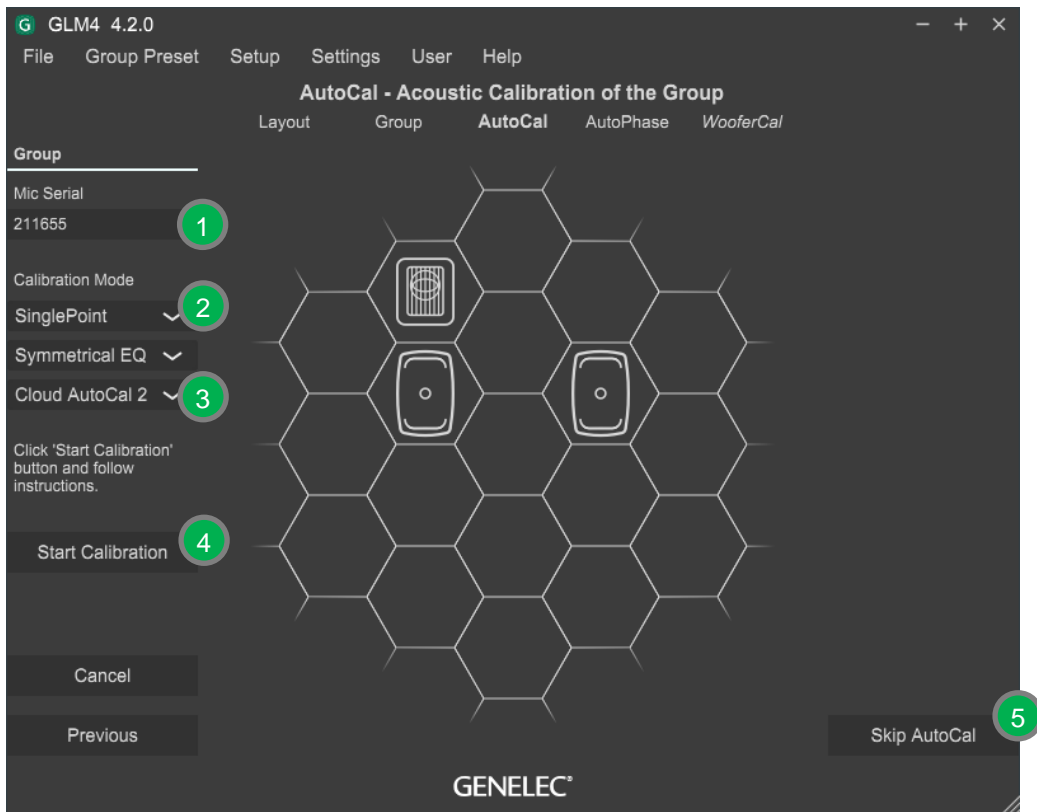 G GLM4 4.2.0
File Group Preset Setup Settings User Help
AutoCal - Acoustic Calibration of the Group
Layout Group AutoCal AutoPhase WooferCal
Group
Mic Serial
211655
1
Calibration Mode
SinglePoint
2
Symmetrical EQ
Cloud AutoCal 2
3
Click 'Start Calibration'
button and follow
instructions.
Start Calibration
4
Cancel
Previous
Skip AutoCal
5
GENELEC®